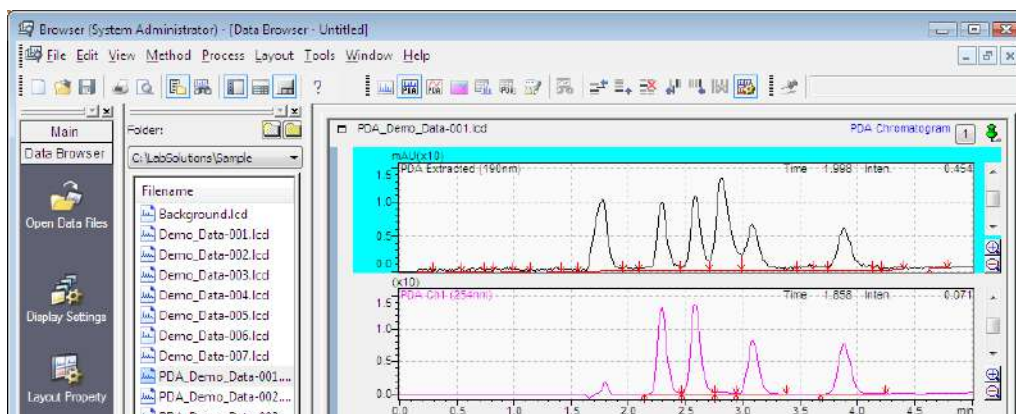 Browser (System Administrator) - [Data Browser - Untitled]
File Edit View Method Process Layout Tools Window Help
Main
Data Browser
Open Data Files
Display Settings
Layout Property
Folder:
C:\LabSolutions\Sample
Filename
Background.lcd
Demo_Data-001.lcd
Demo_Data-002.lcd
Demo_Data-003.lcd
Demo_Data-004.lcd
Demo_Data-005.lcd
Demo_Data-006.lcd
Demo_Data-007.lcd
PDA_Demo_Data-001....
PDA_Demo_Data-002....
PDA_Demo_Data-001.lcd
PDA Chromatogram 1
mAU(x10)
PDA Extracted (190nm) Time 1.998 Inten. 0.454
1.5
1.0
0.5
0.0
(x10)
PDA Ch1 (254nm) Time 1.858 Inten. 0.071
1.5
1.0
0.5
0.0
0.0 0.5 1.0 1.5 2.0 2.5 3.0 3.5 4.0 4.5 min